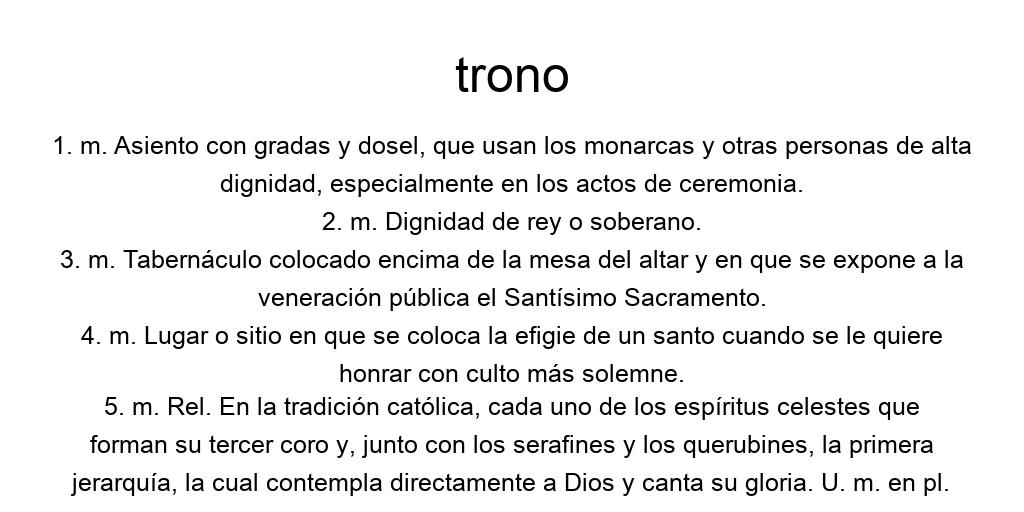 trono
1. m. Asiento con gradas y dosel, que usan los monarcas y otras personas de alta
dignidad, especialmente en los actos de ceremonia.
2. m. Dignidad de rey o soberano.
3. m. Tabernáculo colocado encima de la mesa del altar y en que se expone a la
veneración pública el Santísimo Sacramento.
4. m. Lugar o sitio en que se coloca la efigie de un santo cuando se le quiere
honrar con culto más solemne.
5. m. Rel. En la tradición católica, cada uno de los espíritus celestes que
forman su tercer coro y, junto con los serafines y los querubines, la primera
jerarquía, la cual contempla directamente a Dios y canta su gloria. U. m. en pl.